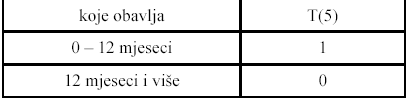 koje obavlja T(5)
0 – 12 mjeseci 1
12 mjeseci i više 0